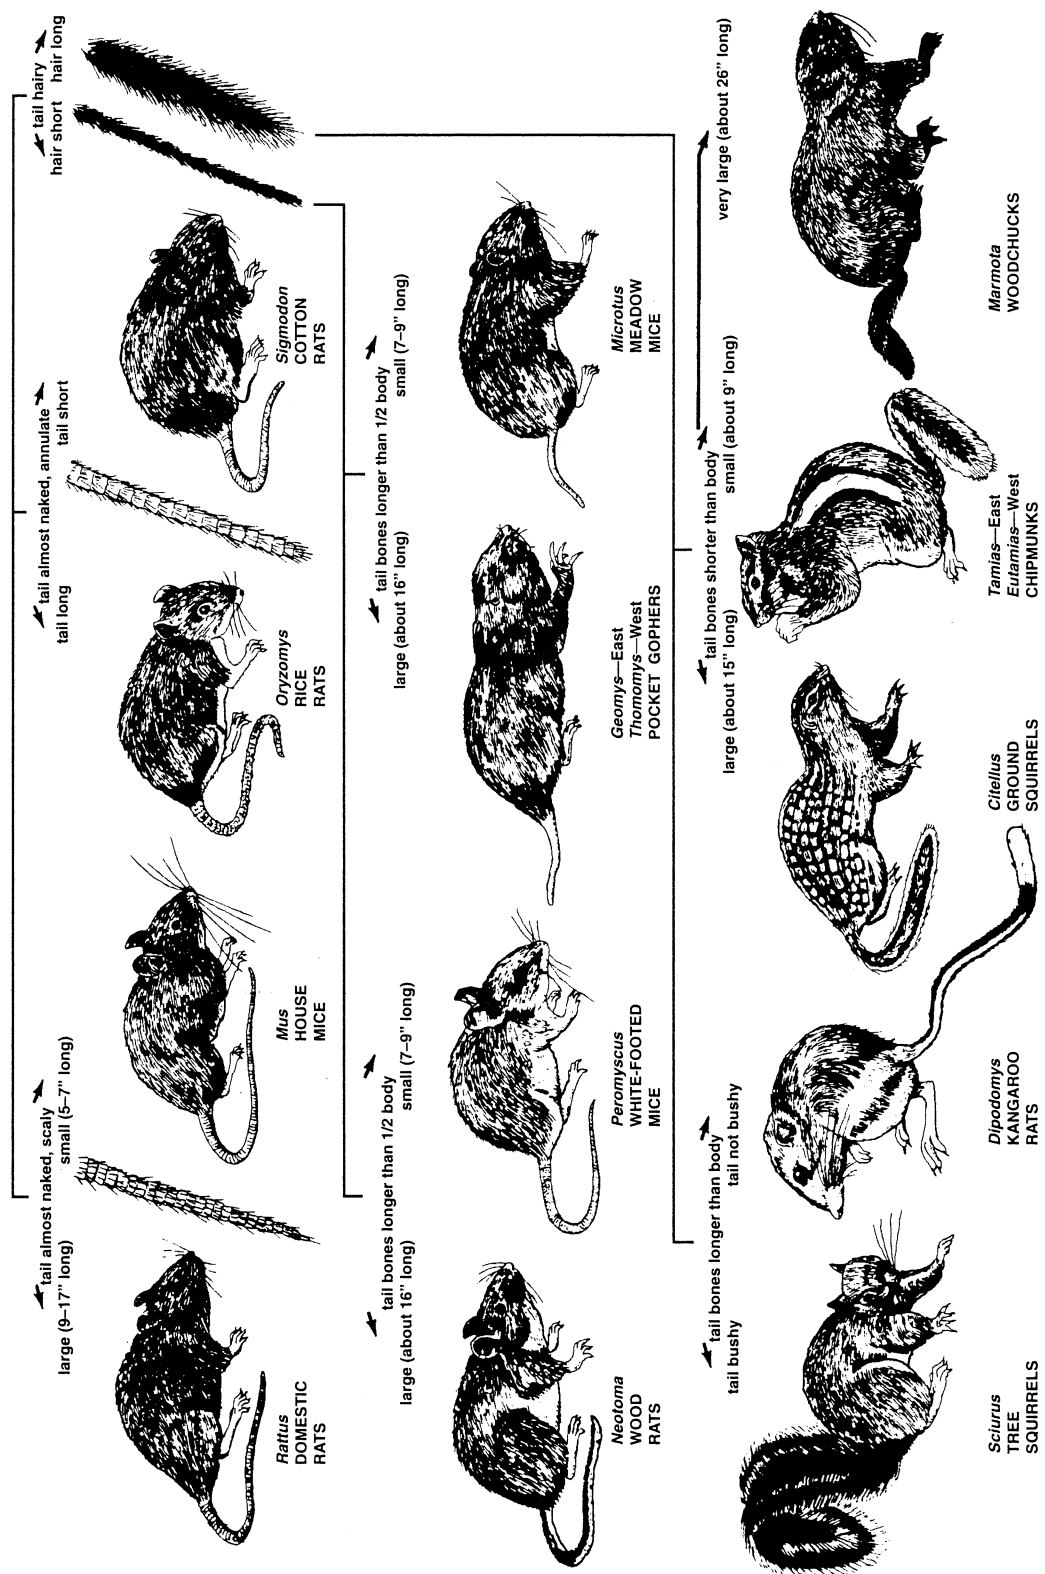 tail almost naked, scaly
large (9–17" long)
small (5–7" long)
tail almost naked, annulate
tail long
tail short
tail hairy
hair short
hair long
Rattus
DOMESTIC
RATS
Mus
HOUSE
MICE
Oryzomys
RICE
RATS
Sigmodon
COTTON
RATS
tail bones longer than 1/2 body
large (about 16" long)
small (7–9" long)
tail bones longer than 1/2 body
large (about 16" long)
small (7–9" long)
Neotoma
WOOD
RATS
Peromyscus
WHITE-FOOTED
MICE
Geomys—East
Thomomys—West
POCKET GOPHERS
Microtus
MEADOW
MICE
tail bones longer than body
tail bushy
tail not bushy
tail bones shorter than body
large (about 15" long)
small (about 9" long)
very large (about 26" long)
Sciurus
TREE
SQUIRRELS
Dipodomys
KANGAROO
RATS
Citellus
GROUND
SQUIRRELS
Tamias—East
Eutamias—West
CHIPMUNKS
Marmota
WOODCHUCKS